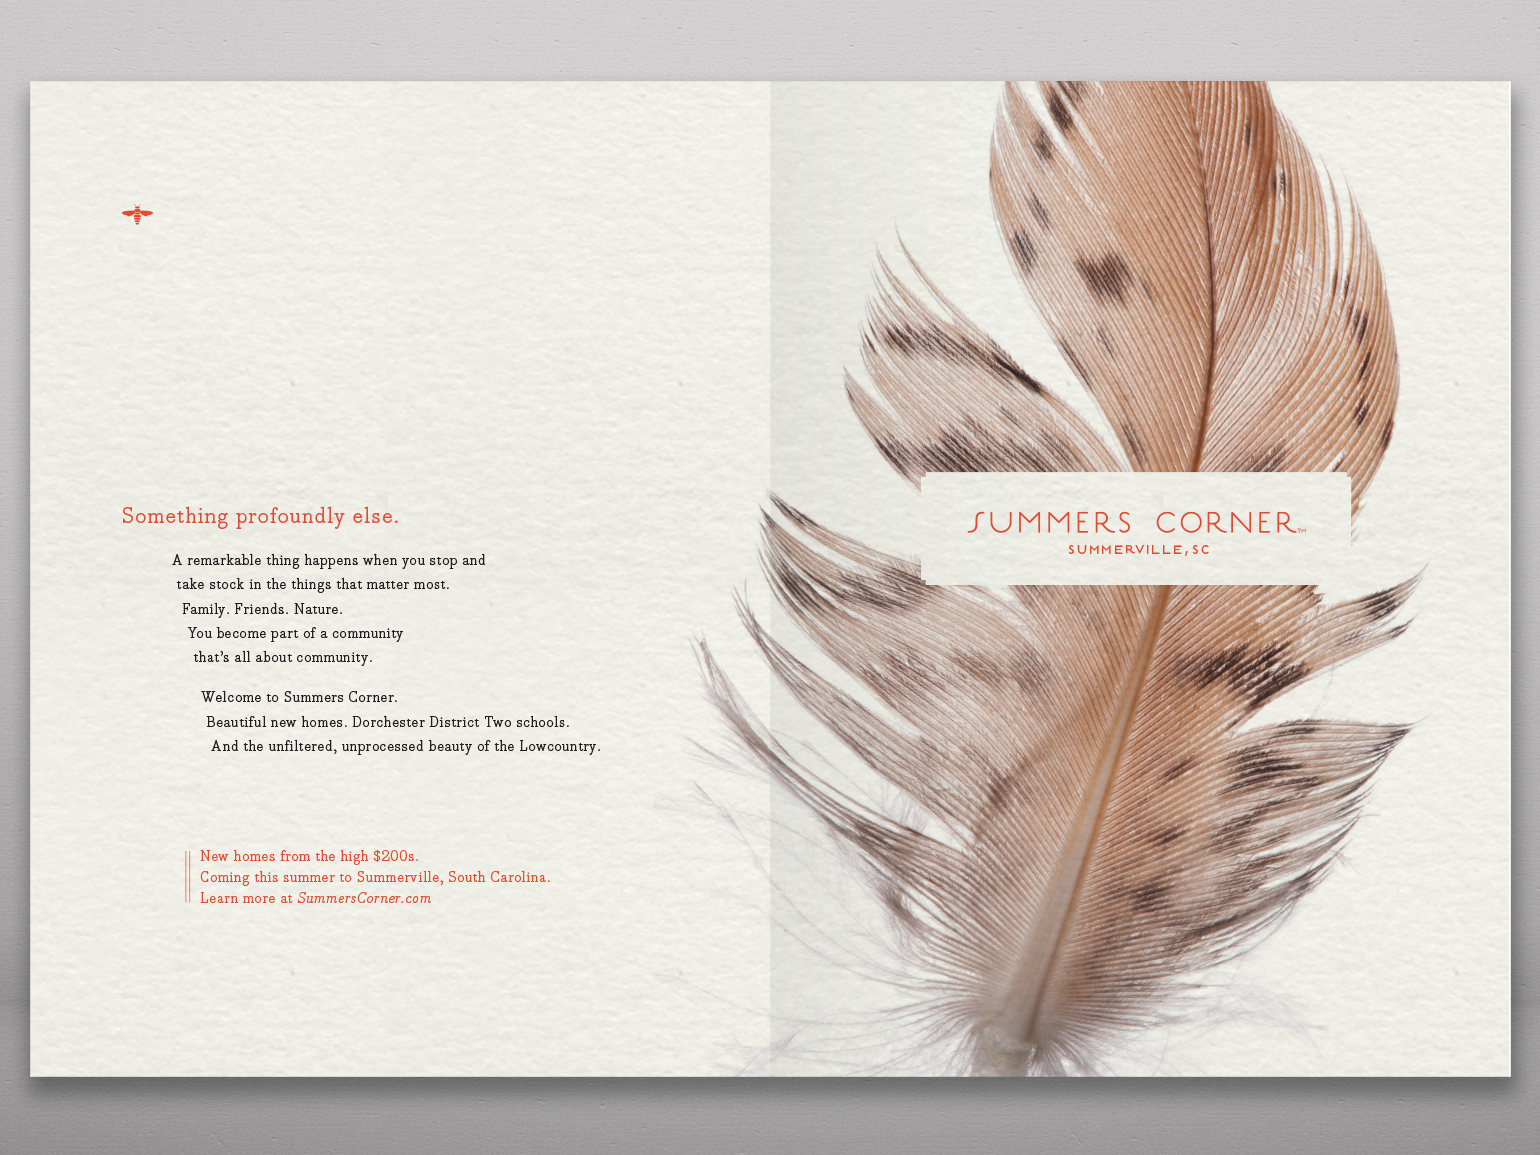 Something profoundly else.
A remarkable thing happens when you stop and
take stock in the things that matter most.
Family. Friends. Nature.
You become part of a community
that's all about community.
Welcome to Summers Corner.
Beautiful new homes. Dorchester District Two schools.
And the unfiltered, unprocessed beauty of the Lowcountry.
New homes from the high $200s.
Coming this summer to Summerville, South Carolina.
Learn more at SummersCorner.com
SUMMERS CORNER™
SUMMERVILLE, SC